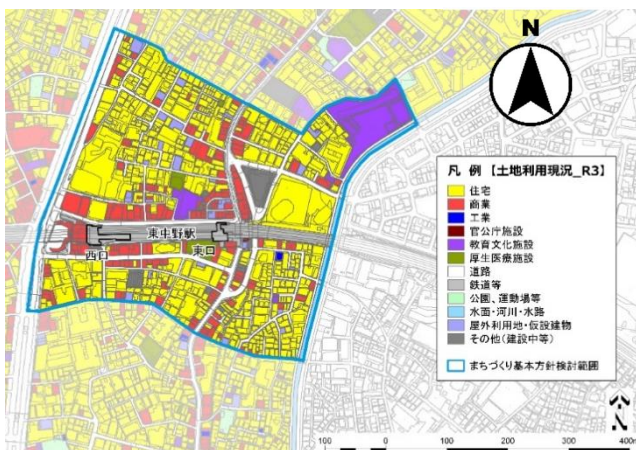 N
凡 例 【土地利用現況_R3】
住宅
商業
工業
官公庁施設
教育文化施設
厚生医療施設
道路
鉄道等
公園、運動場等
水面・河川・水路
屋外利用地・仮設建物
その他(建設中等)
まちづくり基本方針検討範囲
東中野駅
西口
東口
100 0 100 200 300 400m